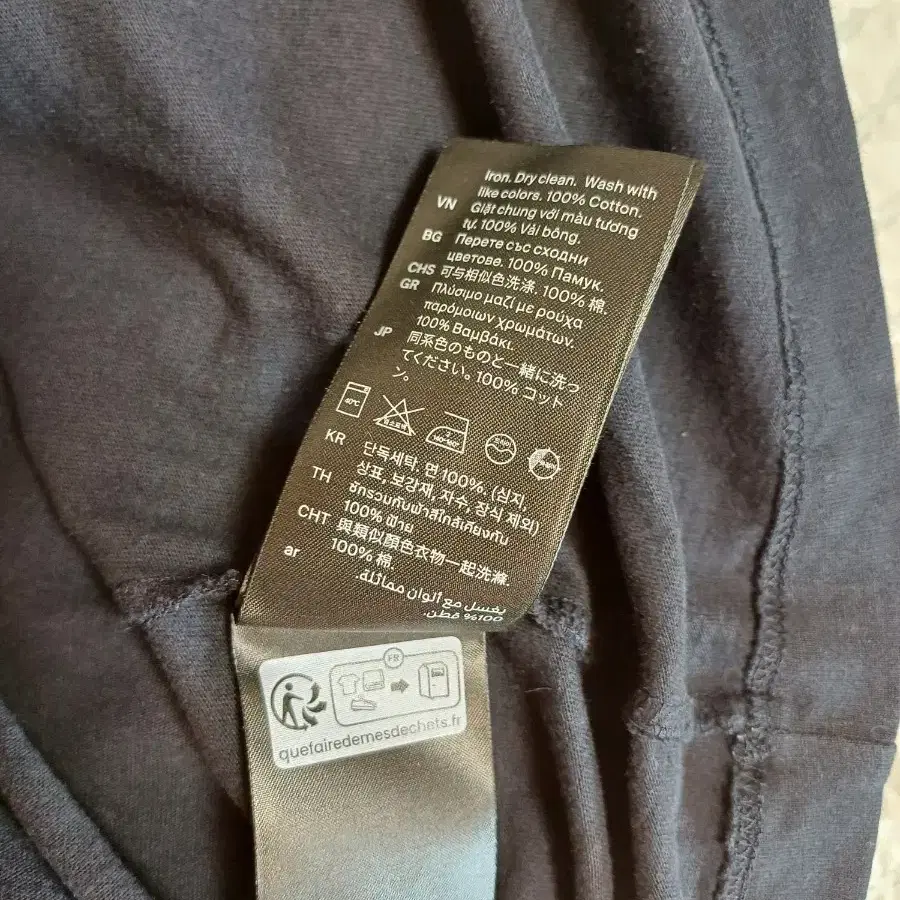 Iron. Dry clean. Wash with
like colors. 100% Cotton.
VN Giặt chung với màu tương
tự. 100% Vải bông.
BG Перете със сходни
цветове. 100% Памук.
CHS 可与相似色洗涤. 100% 棉.
GR Πλύσιμο μαζί με ρούχα
παρόμοιων χρωμάτων.
100% Βαμβάκι.
JP 同系色のものと一緒に洗っ
てください。100% コット
ン。
KR 단독세탁. 면 100%. (심지,
상표, 보강재, 자수, 장식 제외)
TH ซักรวมกับผ้าสีใกล้เคียงกัน
100% ฝ้าย
CHT 與類似顏色衣物一起洗滌.
100% 棉.
ar يغسل مع ألوان مماثلة.
100% قطن.
FR
quefairedemesdechets.fr